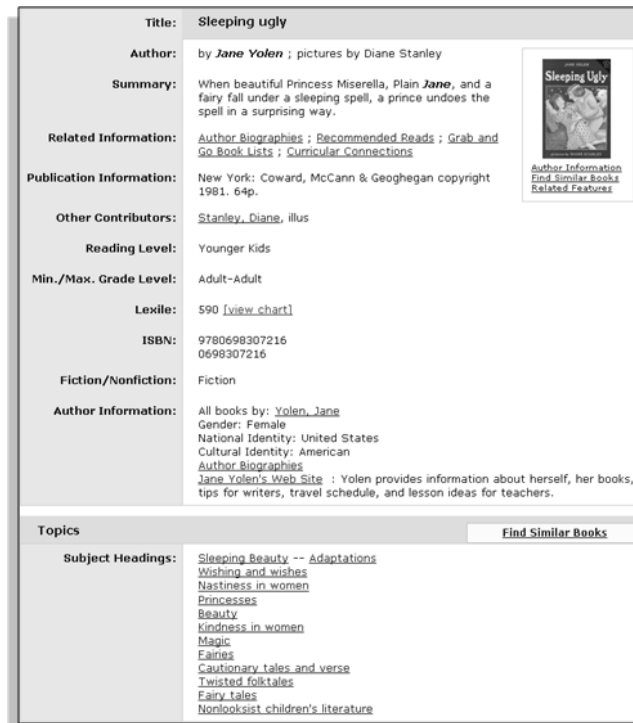 Title: Sleeping ugly
Author: by Jane Yolen ; pictures by Diane Stanley
Summary: When beautiful Princess Miserella, Plain Jane, and a
fairy fall under a sleeping spell, a prince undoes the
spell in a surprising way.
JANE YOLEN
Sleeping Ugly
Author Information
Find Similar Books
Related Features
Related Information: Author Biographies ; Recommended Reads ; Grab and
Go Book Lists ; Curricular Connections
Publication Information: New York: Coward, McCann & Geoghegan copyright
1981. 64p.
Other Contributors: Stanley, Diane, illus
Reading Level: Younger Kids
Min./Max. Grade Level: Adult-Adult
Lexile: 590 [view chart]
ISBN: 9780698307216
0698307216
Fiction/Nonfiction: Fiction
Author Information: All books by: Yolen, Jane
Gender: Female
National Identity: United States
Cultural Identity: American
Author Biographies
Jane Yolen's Web Site : Yolen provides information about herself, her books,
tips for writers, travel schedule, and lesson ideas for teachers.
Topics
Find Similar Books
Subject Headings: Sleeping Beauty -- Adaptations
Wishing and wishes
Nastiness in women
Princesses
Beauty
Kindness in women
Magic
Fairies
Cautionary tales and verse
Twisted folktales
Fairy tales
Nonlooksist children's literature